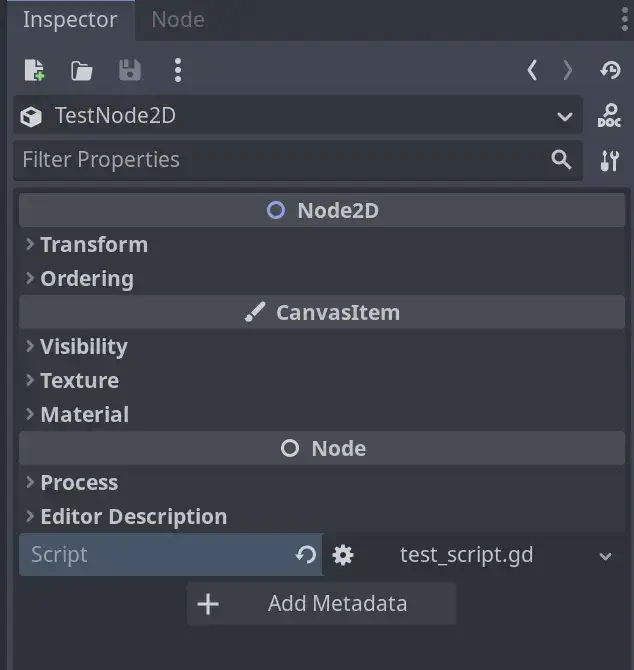 Inspector Node
TestNode2D DOC
Filter Properties
Node2D
Transform
Ordering
CanvasItem
Visibility
Texture
Material
Node
Process
Editor Description
Script test_script.gd
Add Metadata